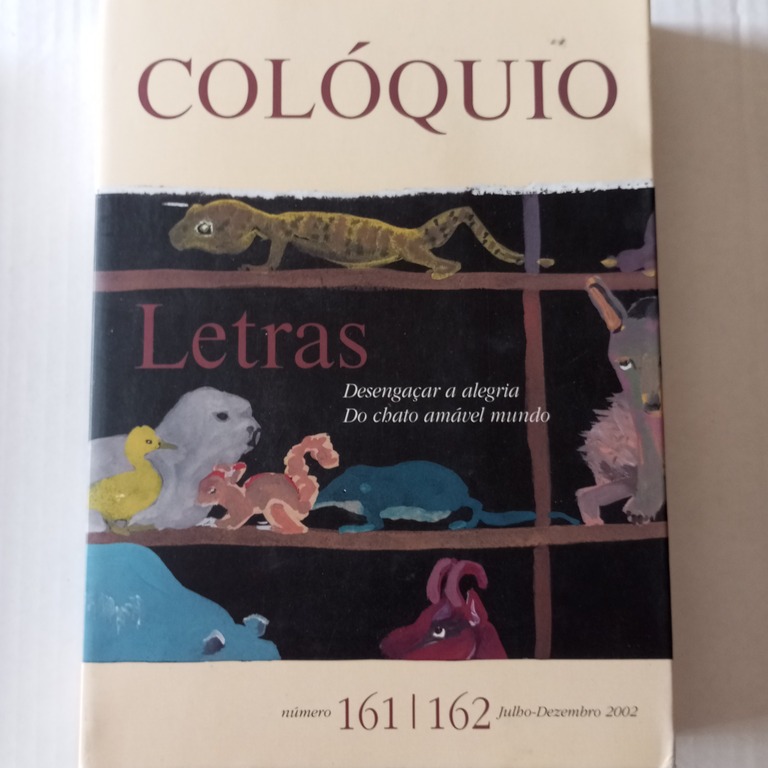 COLÓQUIO
Letras
Desengaçar a alegria
Do chato amável mundo
número 161 | 162 Julho-Dezembro 2002